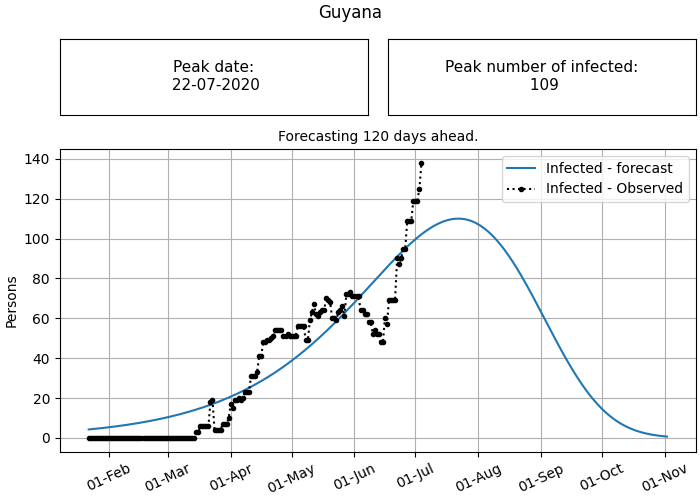 Guyana
Peak date:
22-07-2020
Peak number of infected:
109
Forecasting 120 days ahead.
Infected - forecast
Infected - Observed
Persons
140
120
100
80
60
40
20
0
01-Feb
01-Mar
01-Apr
01-May
01-Jun
01-Jul
01-Aug
01-Sep
01-Oct
01-Nov